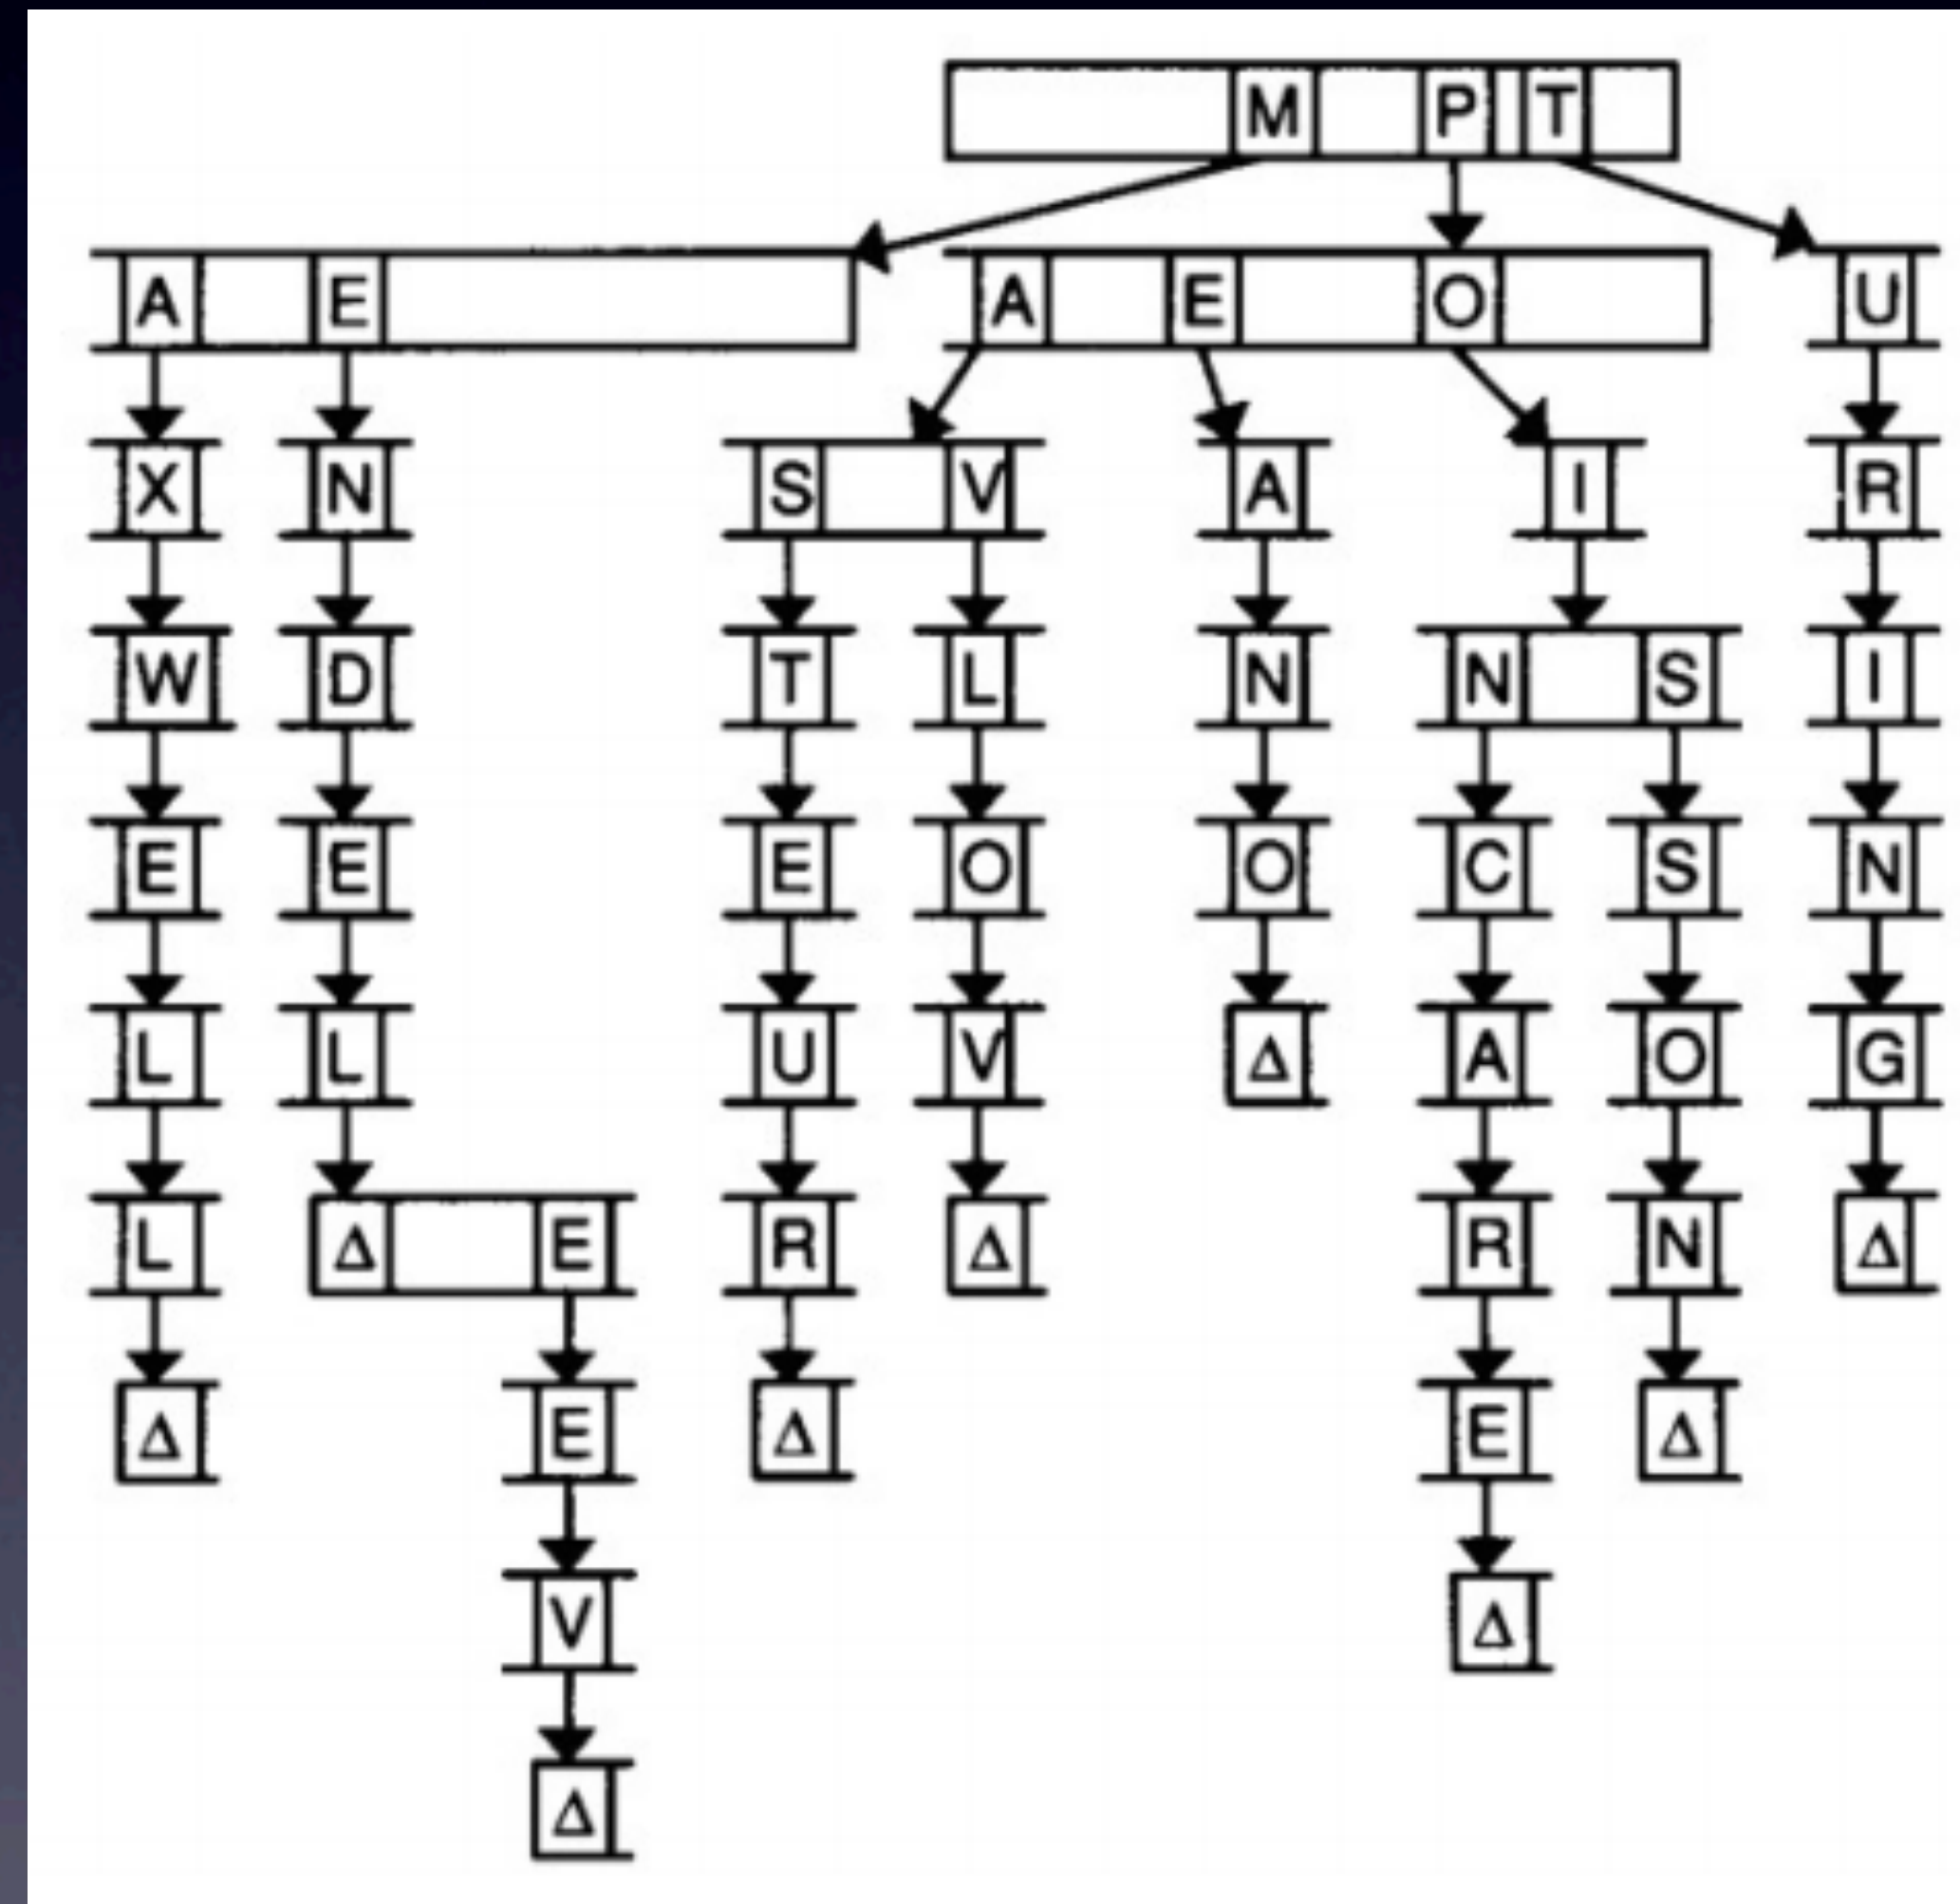 M P T
A E A E O U
X N S V A I R
W D T L N N S I
E E E O O C S N
L L U V Δ A O G
L Δ E R Δ R N Δ
Δ E Δ E Δ
V Δ
Δ